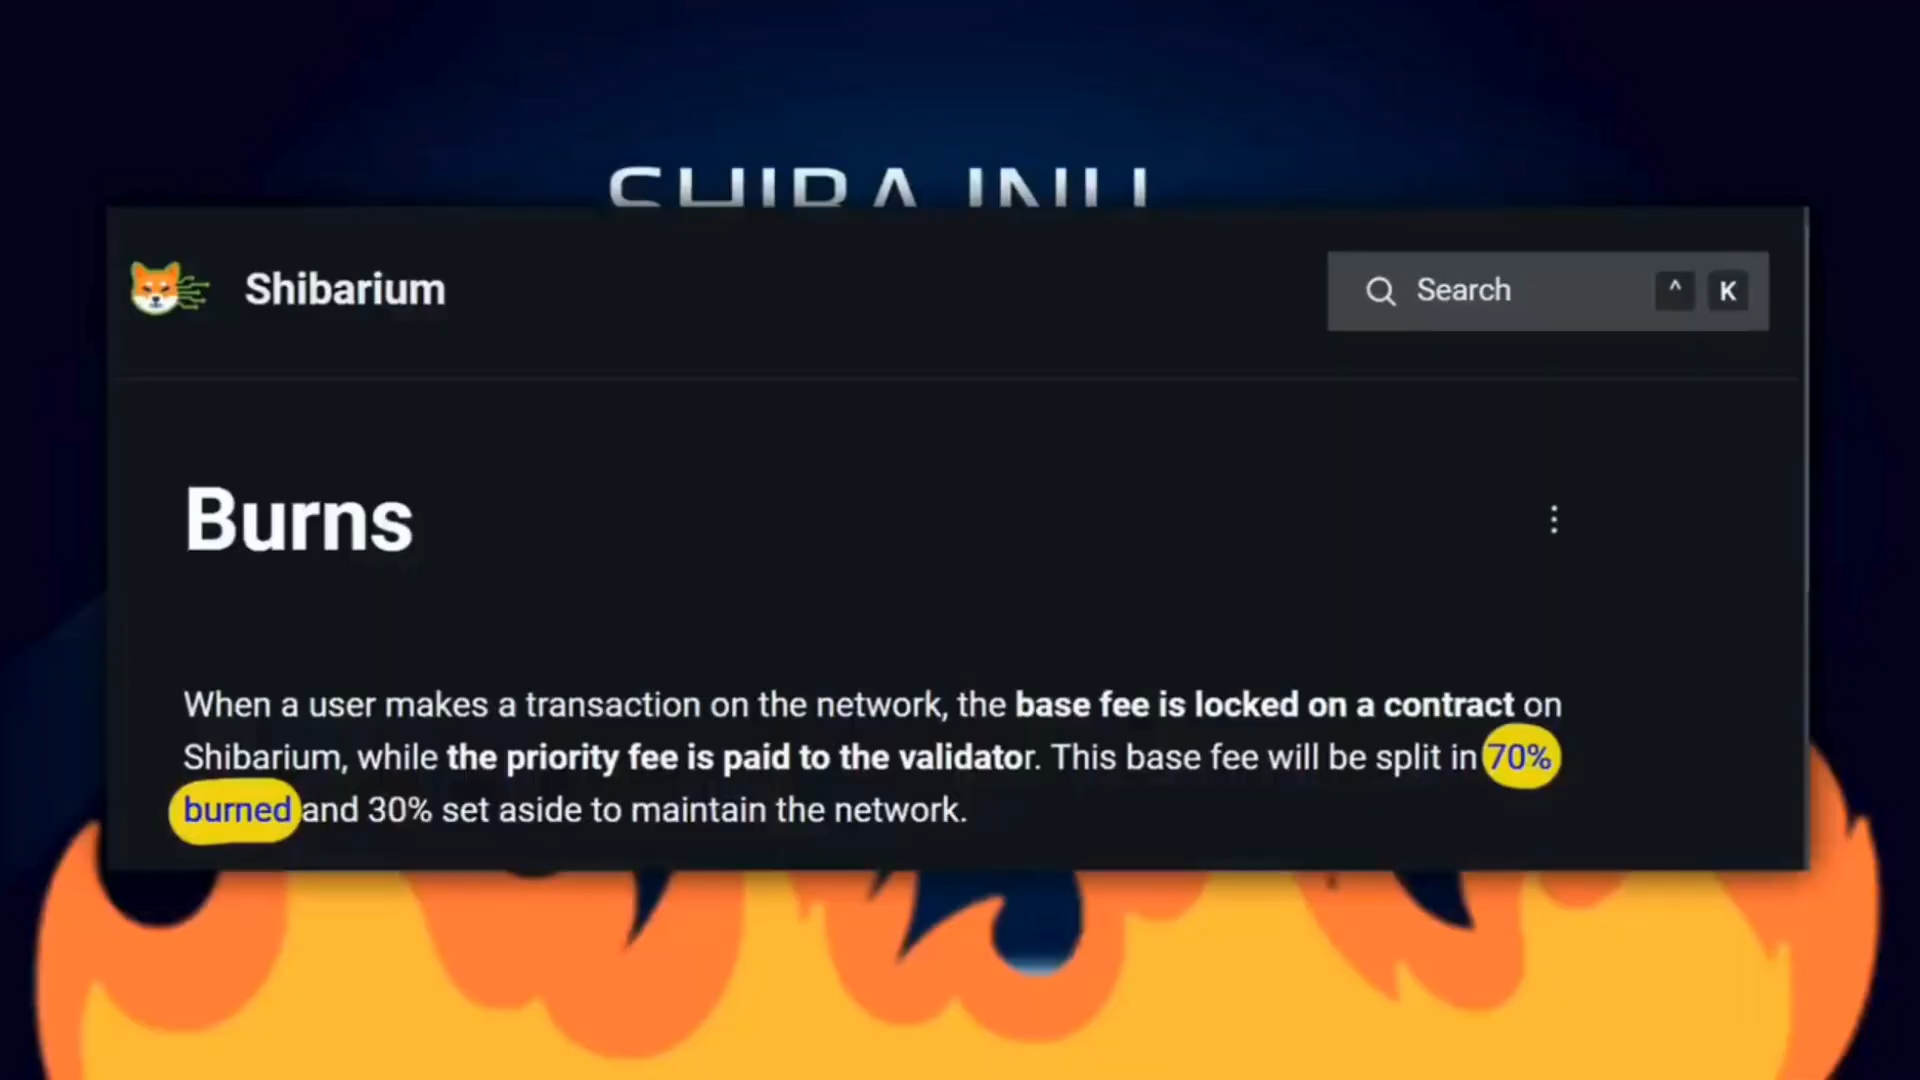 SHIBA INU
Shibarium
Search ^ K
Burns
When a user makes a transaction on the network, the base fee is locked on a contract on
Shibarium, while the priority fee is paid to the validator. This base fee will be split in 70%
burned and 30% set aside to maintain the network.